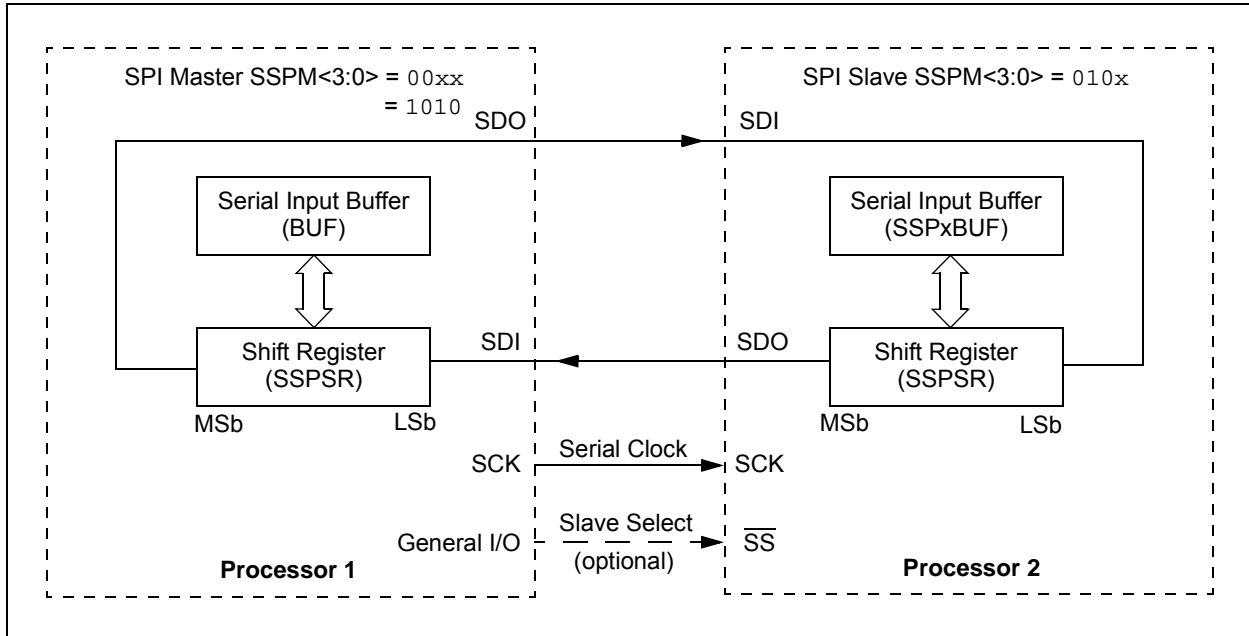 SPI Master SSPM<3:0> = 00xx
= 1010
SDO
Serial Input Buffer
(BUF)
SDI
Shift Register
(SSPSR)
MSb
LSb
SCK
General I/O
Processor 1
Serial Clock
Slave Select
(optional)
SPI Slave SSPM<3:0> = 010x
SDI
Serial Input Buffer
(SSPxBUF)
SDO
Shift Register
(SSPSR)
MSb
LSb
SCK
SS
Processor 2